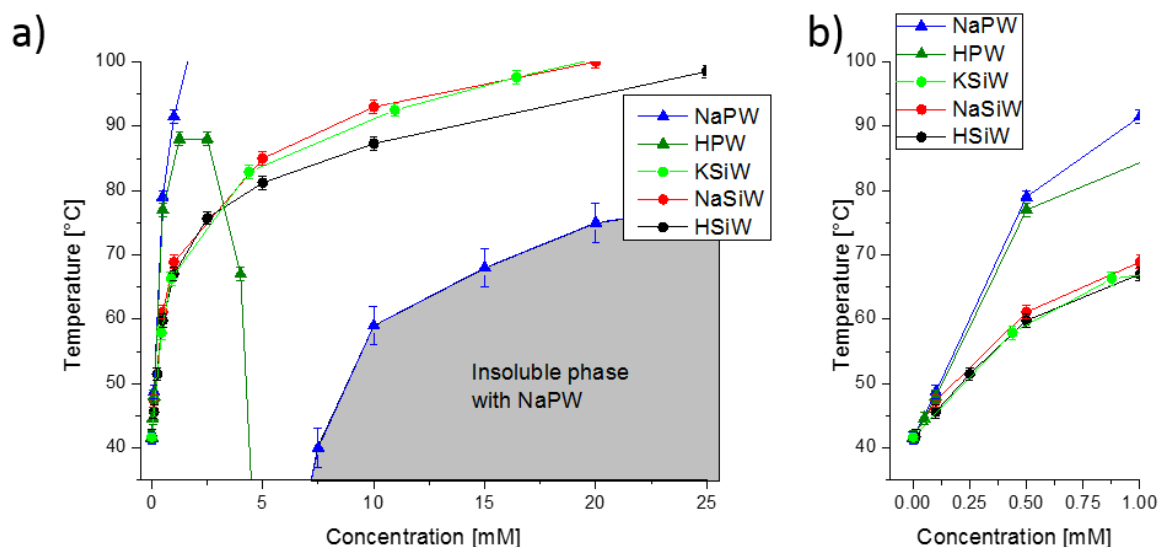 a)
100
90
80
70
60
50
40
Temperature [°C]
0
5
10
15
20
25
Concentration [mM]
NaPW
HPW
KSiW
NaSiW
HSiW
Insoluble phase
with NaPW
b)
NaPW
HPW
KSiW
NaSiW
HSiW
100
90
80
70
60
50
40
Temperature [°C]
0.00
0.25
0.50
0.75
1.00
Concentration [mM]